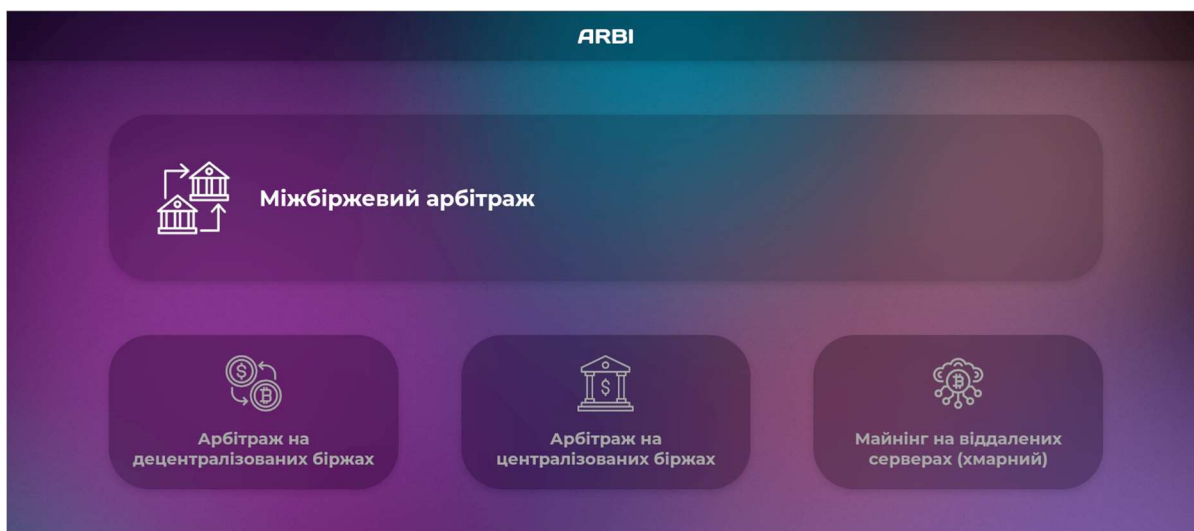 ARBI
Міжбіржевий арбітраж
Арбітраж на
децентралізованих біржах
Арбітраж на
централізованих біржах
Майнінг на віддалених
серверах (хмарний)